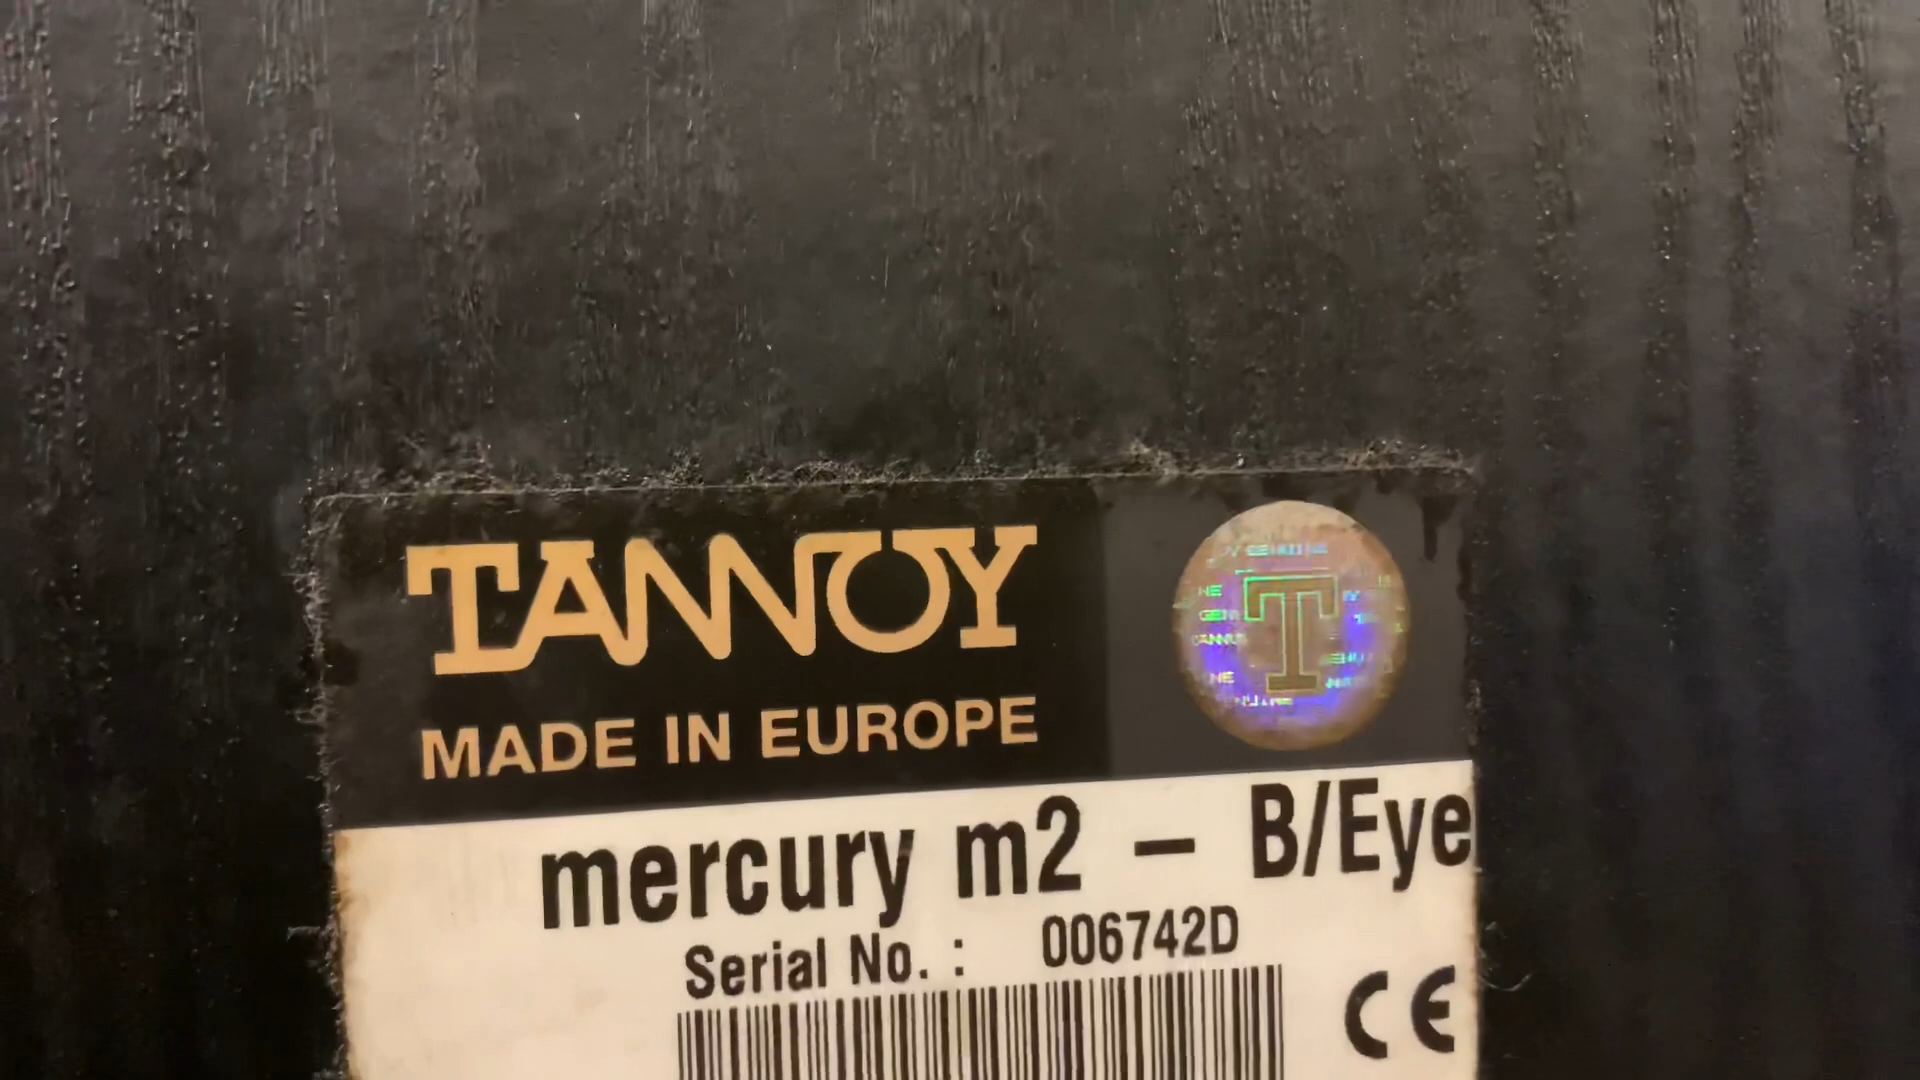 TANNOY
MADE IN EUROPE
T
mercury m2 – B/Eye
Serial No. : 006742D
CE